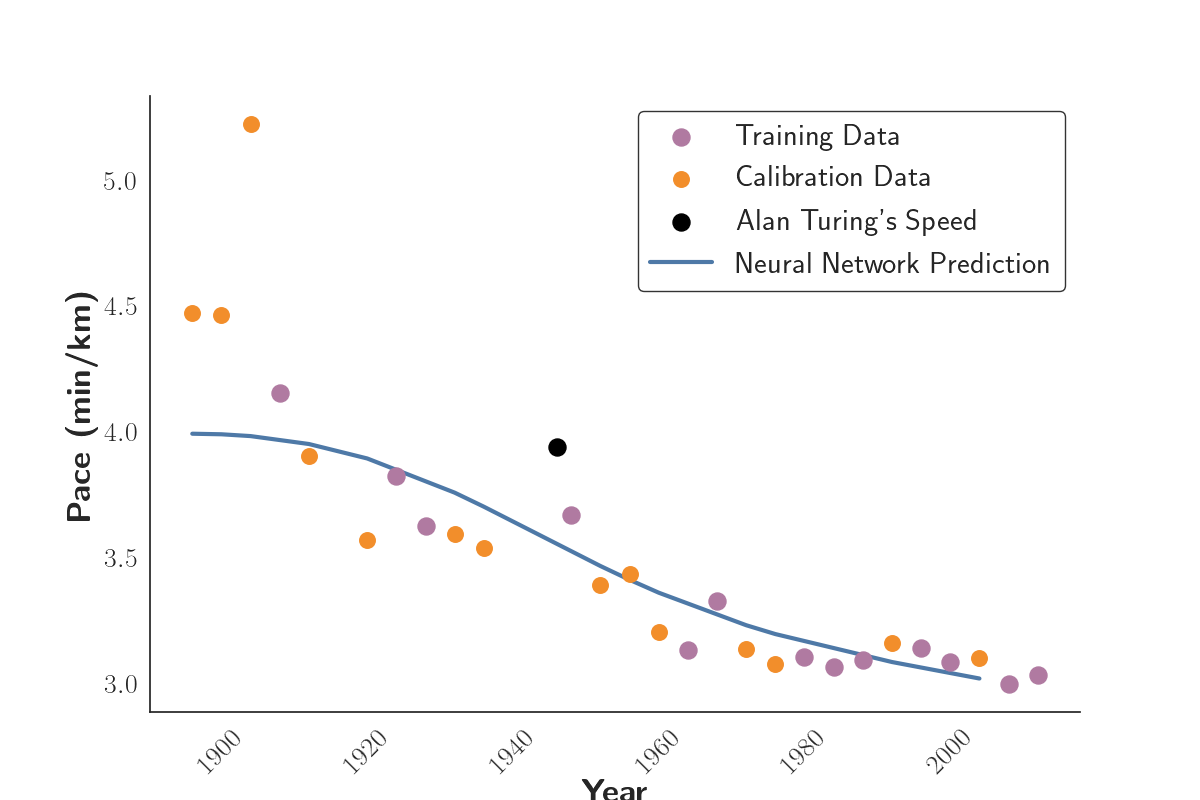 Training Data
Calibration Data
Alan Turing's Speed
Neural Network Prediction
Pace (min/km)
5.0
4.5
4.0
3.5
3.0
1900
1920
1940
1960
1980
2000
Year